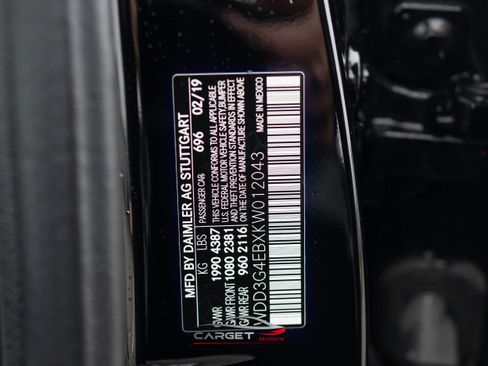 MFD BY DAIMLER AG STUTTGART
PASSENGER CAR 696 02/19
THIS VEHICLE CONFORMS TO ALL APPLICABLE
U.S. FEDERAL MOTOR VEHICLE SAFETY, BUMPER
AND THEFT PREVENTION STANDARDS IN EFFECT
ON THE DATE OF MANUFACTURE SHOWN ABOVE
MADE IN MEXICO
KG LBS
GAWR 1990 4387
GAWR FRONT 1080 2381
GAWR REAR 960 2116
WDD3G4EBXKW012043
CARGET
Motors